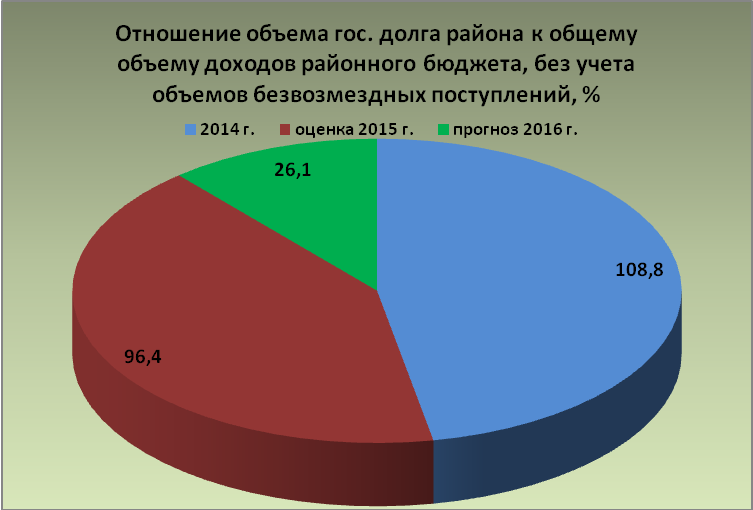 Отношение объема гос. долга района к общему
объему доходов районного бюджета, без учета
объемов безвозмездных поступлений, %
2014 г. оценка 2015 г. прогноз 2016 г.
26,1
108,8
96,4